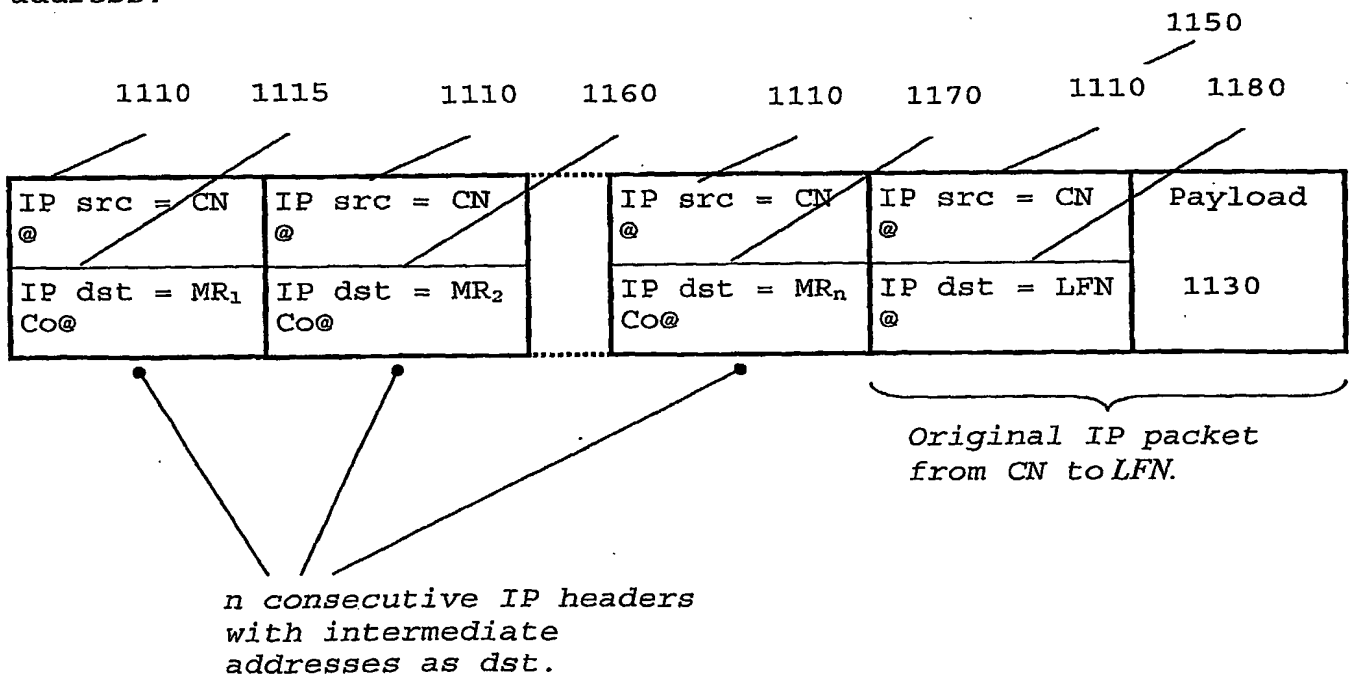 address.
1150
1110 1115 1110 1160 1110 1170 1110 1180
IP src = CN
@
IP dst = MR₁
Co@
IP src = CN
@
IP dst = MR₂
Co@
IP src = CN
@
IP dst = MRₙ
Co@
IP src = CN
@
IP dst = LFN
@
Payload
1130
Original IP packet
from CN to LFN.
n consecutive IP headers
with intermediate
addresses as dst.